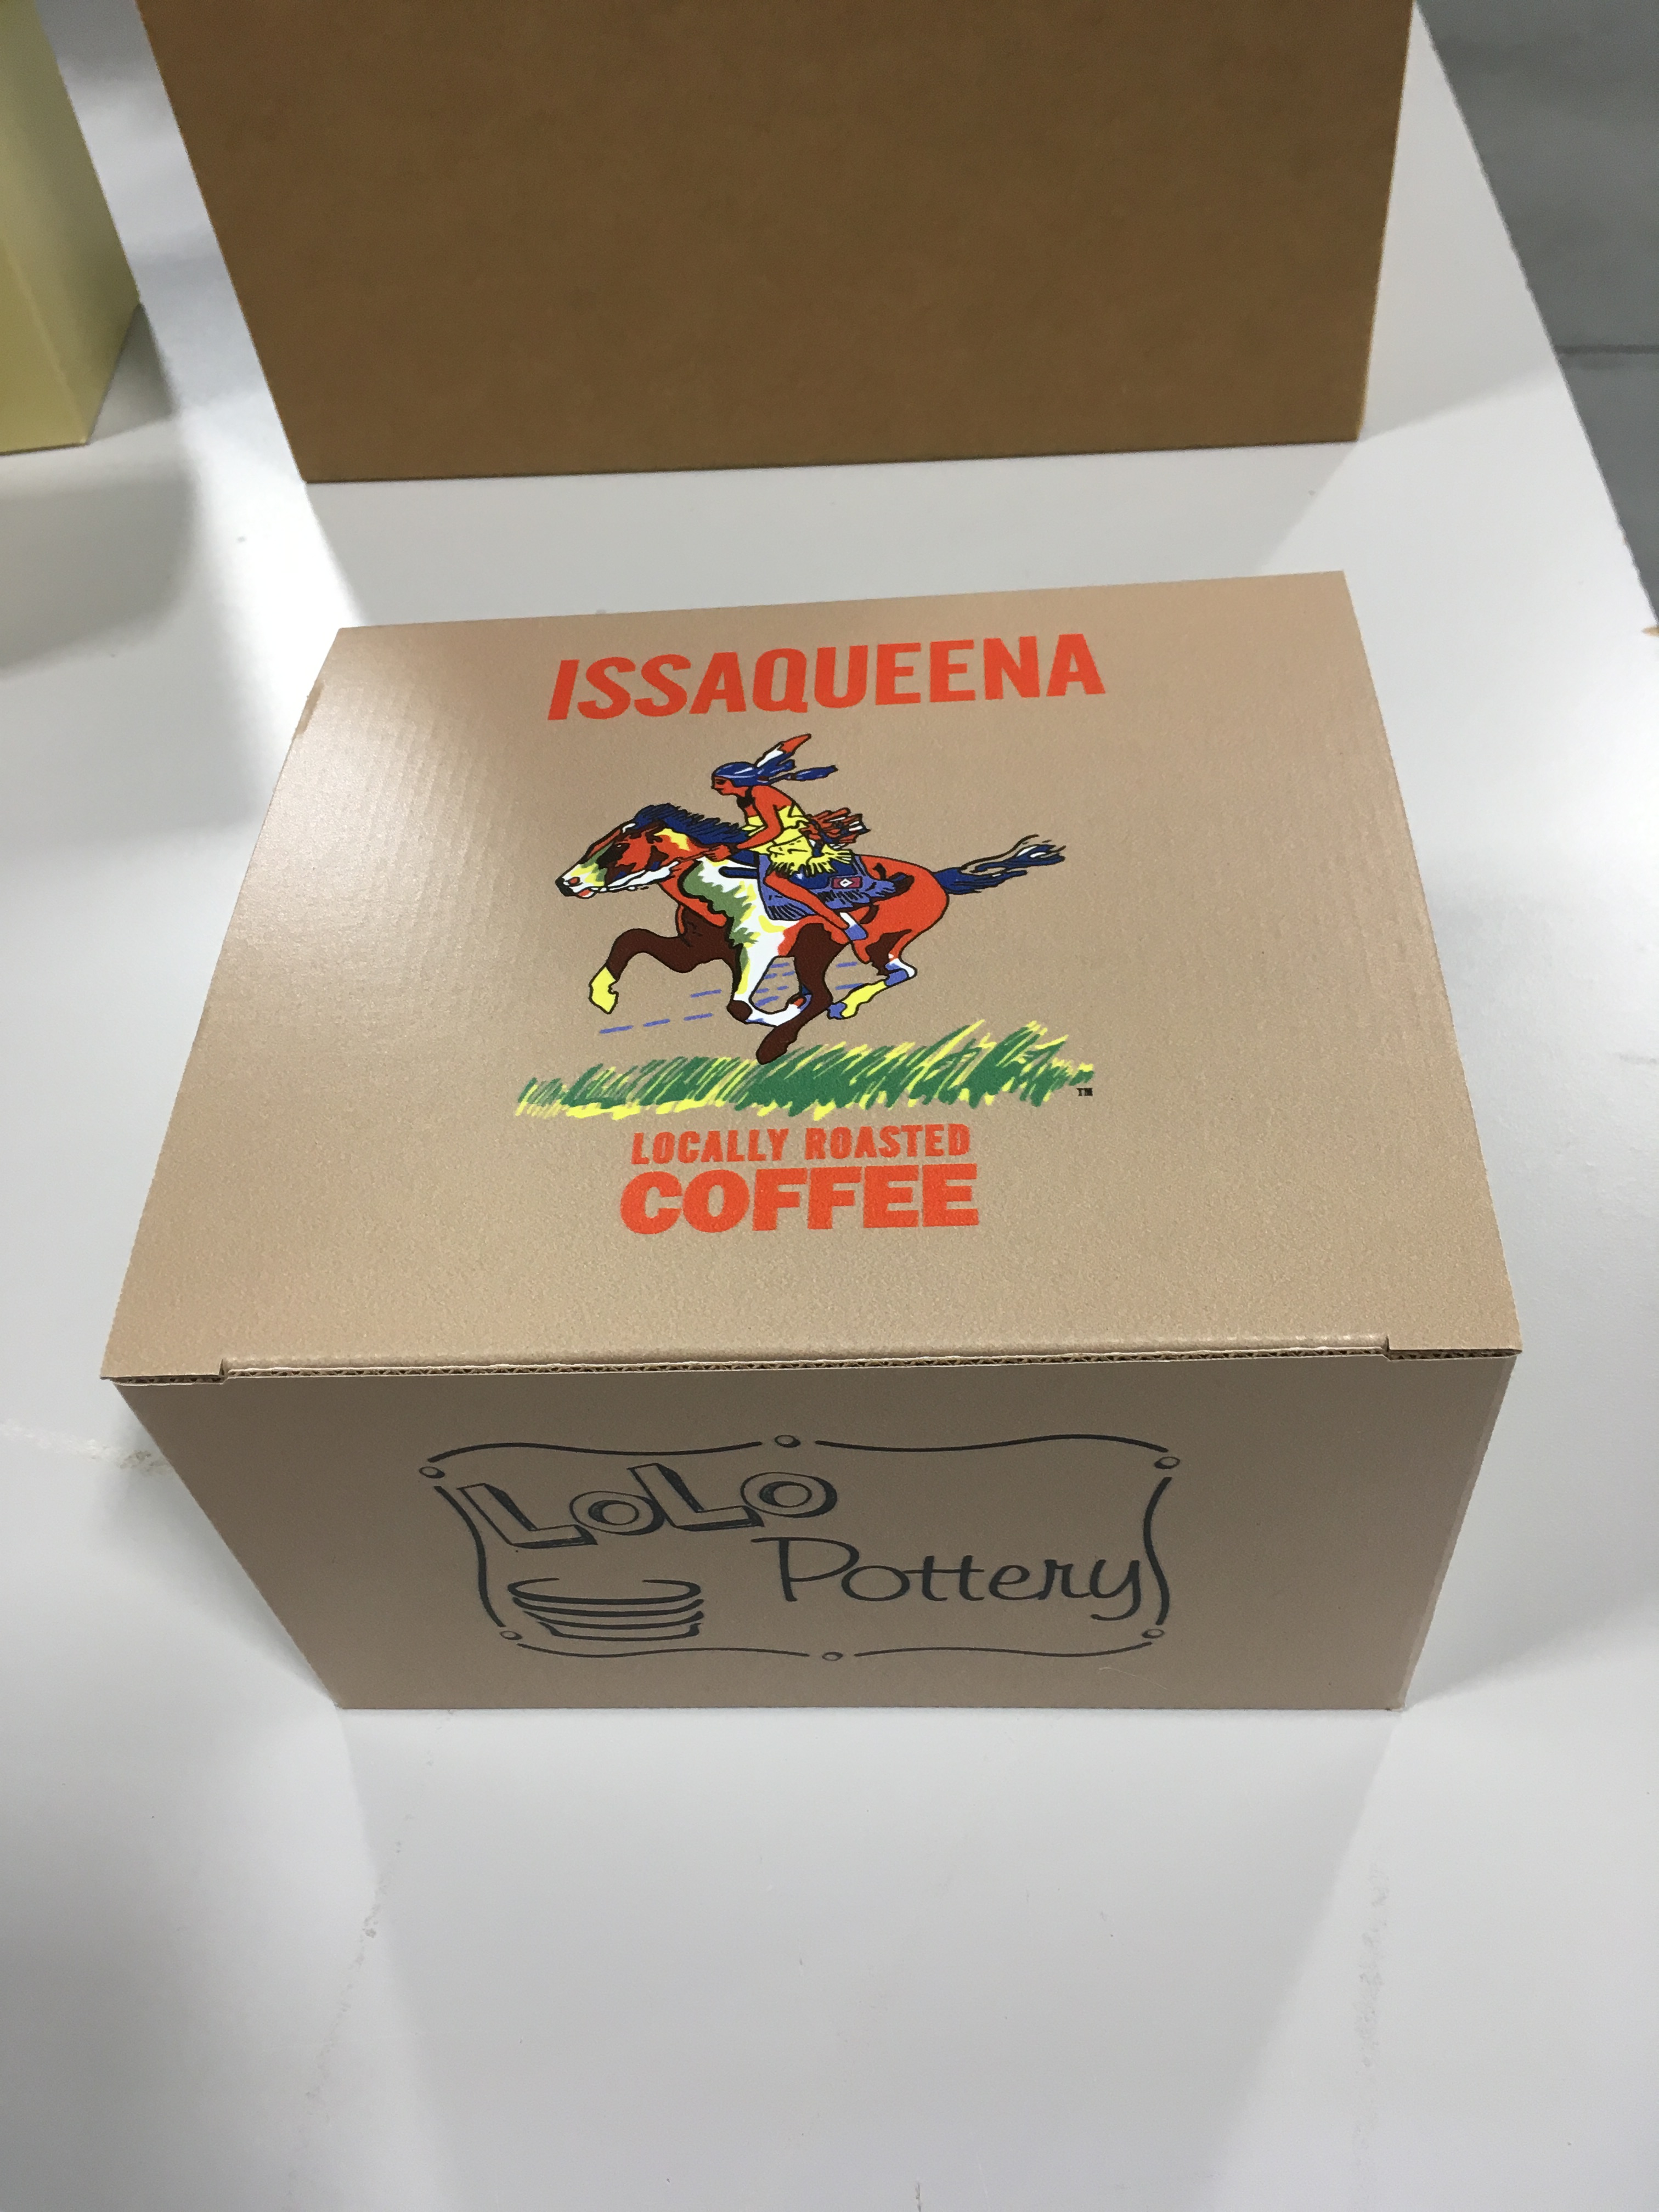 ISSAQUEENA
TM
LOCALLY ROASTED
COFFEE
LoLo
Pottery